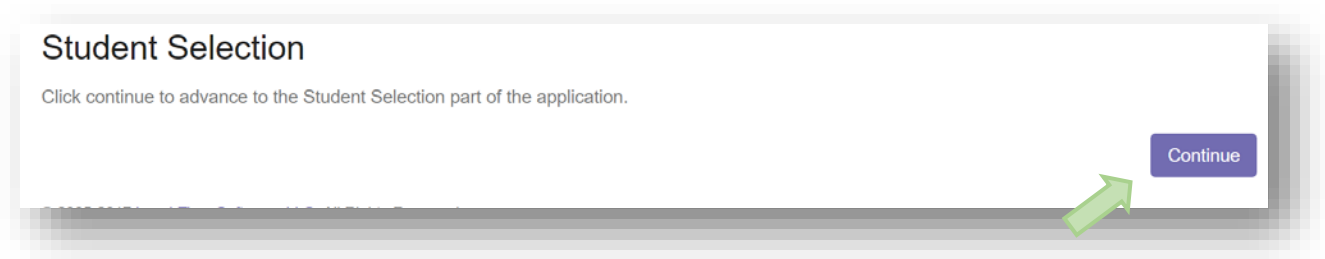 Student Selection
Click continue to advance to the Student Selection part of the application.
Continue